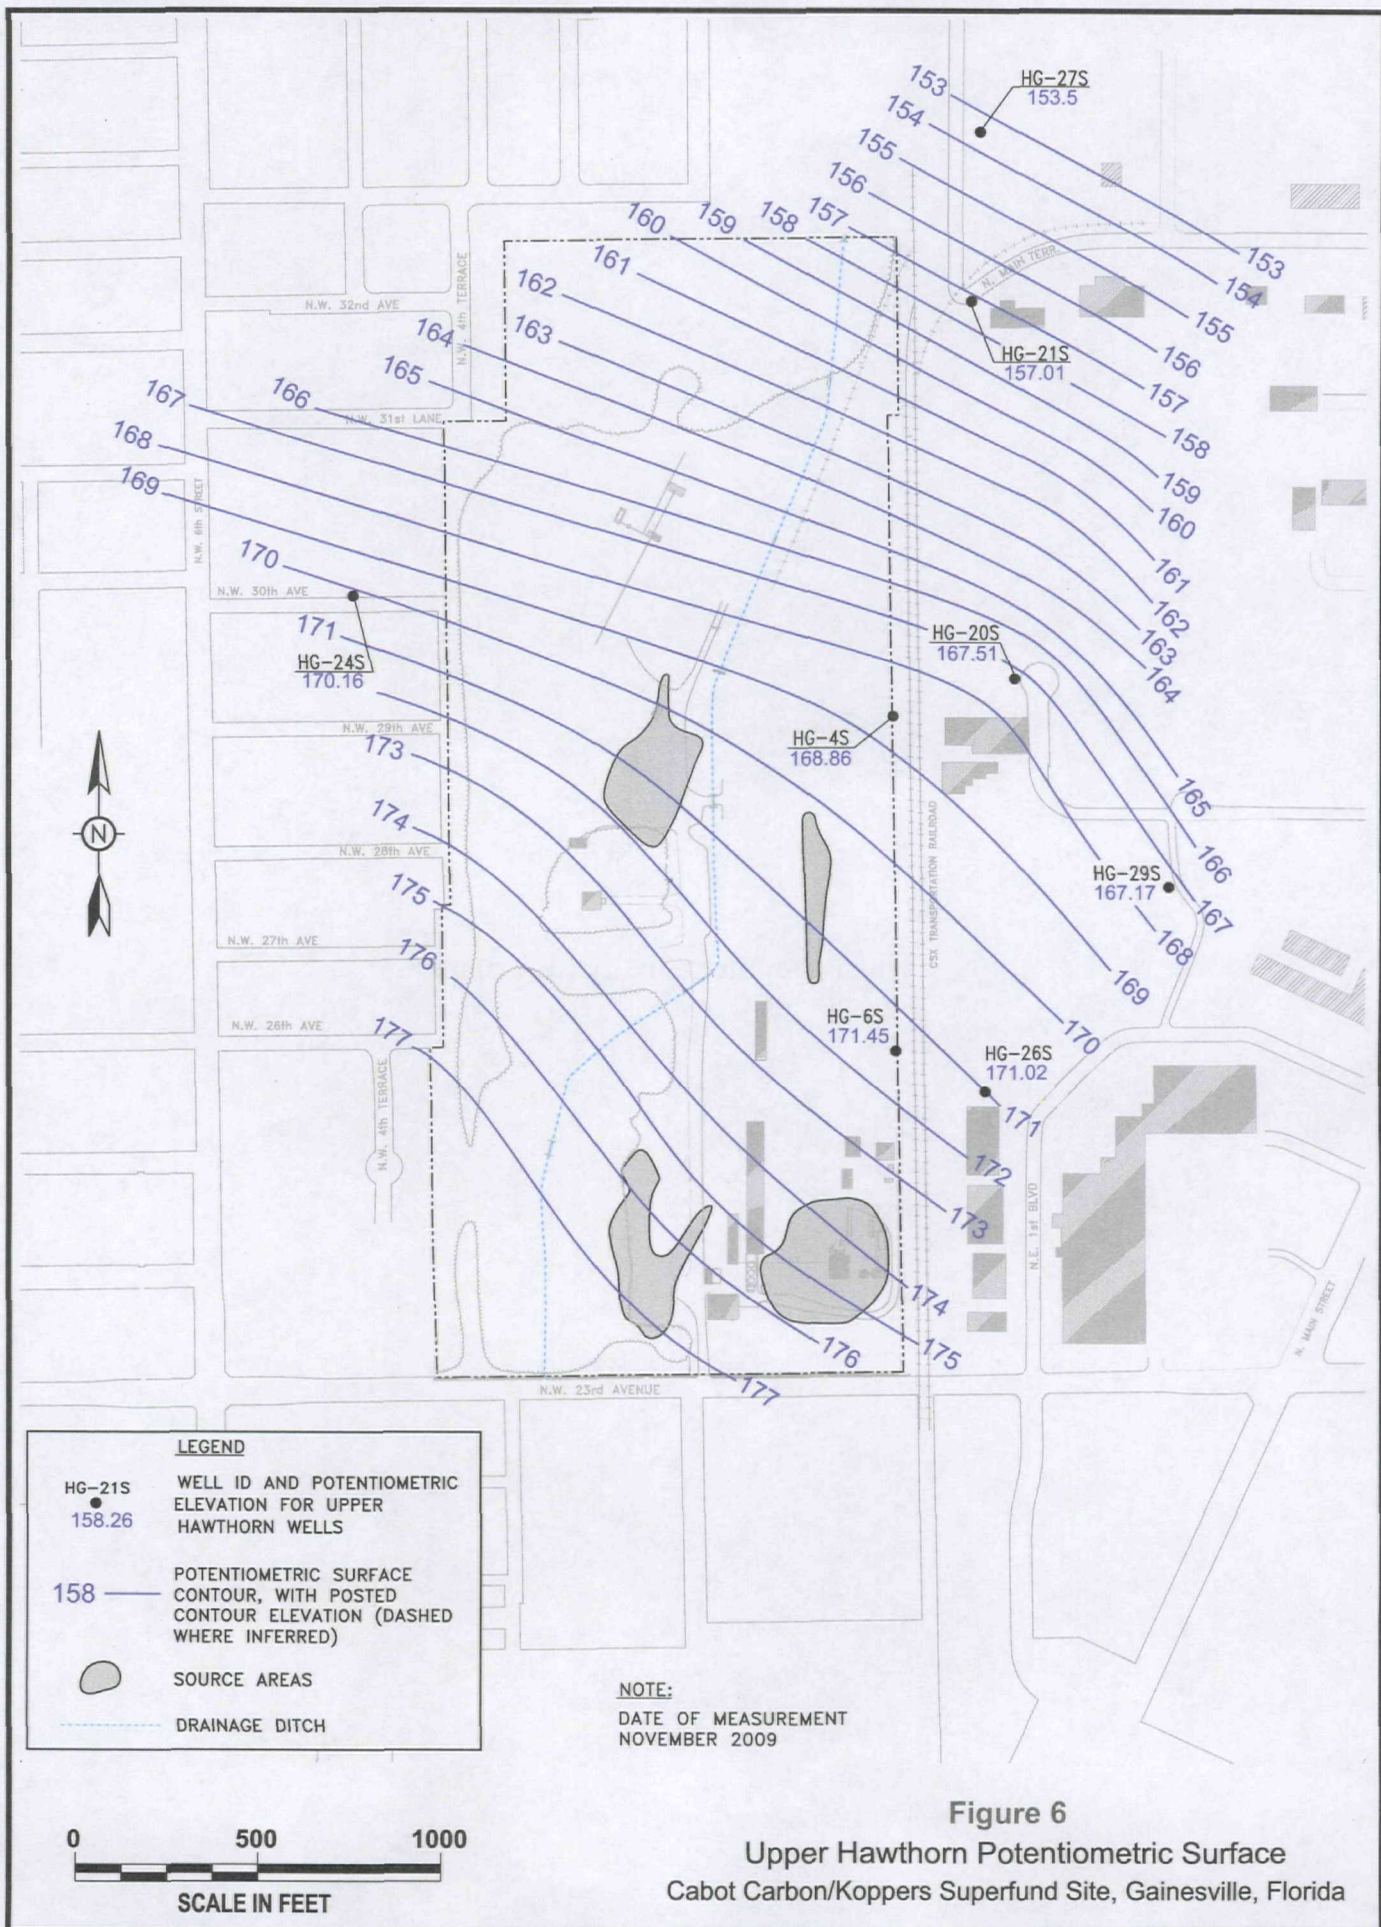 HG-27S
153.5
153
154
155
156
157
158
159
160
161
162
163
164
165
166
167
168
169
170
171
173
174
175
176
177
153
154
155
156
157
158
159
160
161
162
163
164
165
166
167
168
169
170
171
172
173
174
175
176
177
N. MAIN TERR.
HG-21S
157.01
N.W. 32nd AVE
N.W. 4th TERRACE
N.W. 31st LANE
N.W. 6th STREET
N.W. 30th AVE
HG-24S
170.16
HG-20S
167.51
N.W. 29th AVE
HG-4S
168.86
N
N.W. 28th AVE
CSX TRANSPORTATION RAILROAD
HG-29S
167.17
N.W. 27th AVE
N.W. 26th AVE
HG-6S
171.45
HG-26S
171.02
N.W. 4th TERRACE
N.E. 1st BLVD
N. MAIN STREET
N.W. 23rd AVENUE
LEGEND
HG-21S
158.26
WELL ID AND POTENTIOMETRIC
ELEVATION FOR UPPER
HAWTHORN WELLS
158
POTENTIOMETRIC SURFACE
CONTOUR, WITH POSTED
CONTOUR ELEVATION (DASHED
WHERE INFERRED)
SOURCE AREAS
DRAINAGE DITCH
NOTE:
DATE OF MEASUREMENT
NOVEMBER 2009
0 500 1000
SCALE IN FEET
Figure 6
Upper Hawthorn Potentiometric Surface
Cabot Carbon/Koppers Superfund Site, Gainesville, Florida